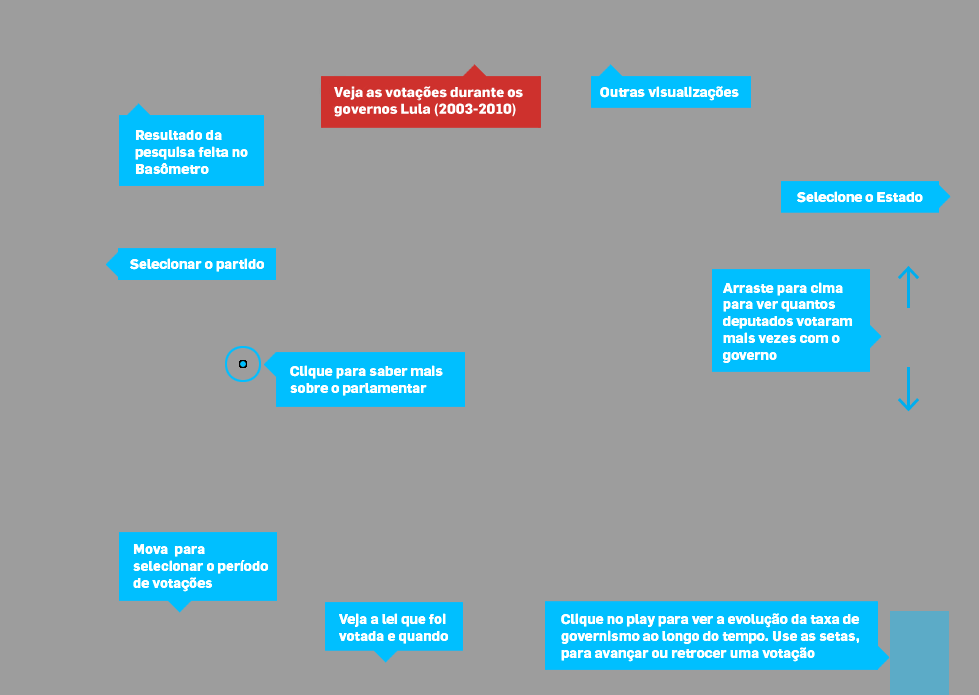 Veja as votações durante os
governos Lula (2003-2010)
Outras visualizações
Resultado da
pesquisa feita no
Basômetro
Selecione o Estado
Selecionar o partido
Arraste para cima
para ver quantos
deputados votaram
mais vezes com o
governo
Clique para saber mais
sobre o parlamentar
Mova para
selecionar o período
de votações
Veja a lei que foi
votada e quando
Clique no play para ver a evolução da taxa de
governismo ao longo do tempo. Use as setas,
para avançar ou retrocer uma votação